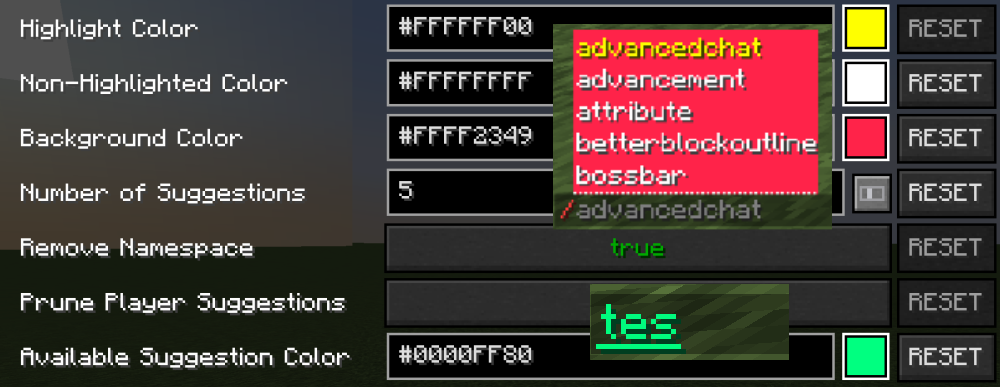 Highlight Color #FFFFFF00 RESET
advancedchat
Non-Highlighted Color #FFFFFFFF RESET
advancement
attribute
Background Color #FFFF2349 RESET
betterblockoutline
bossbar
Number of Suggestions 5 RESET
/advancedchat
Remove Namespace true RESET
Prune Player Suggestions RESET
tes
Available Suggestion Color #0000FF80 RESET